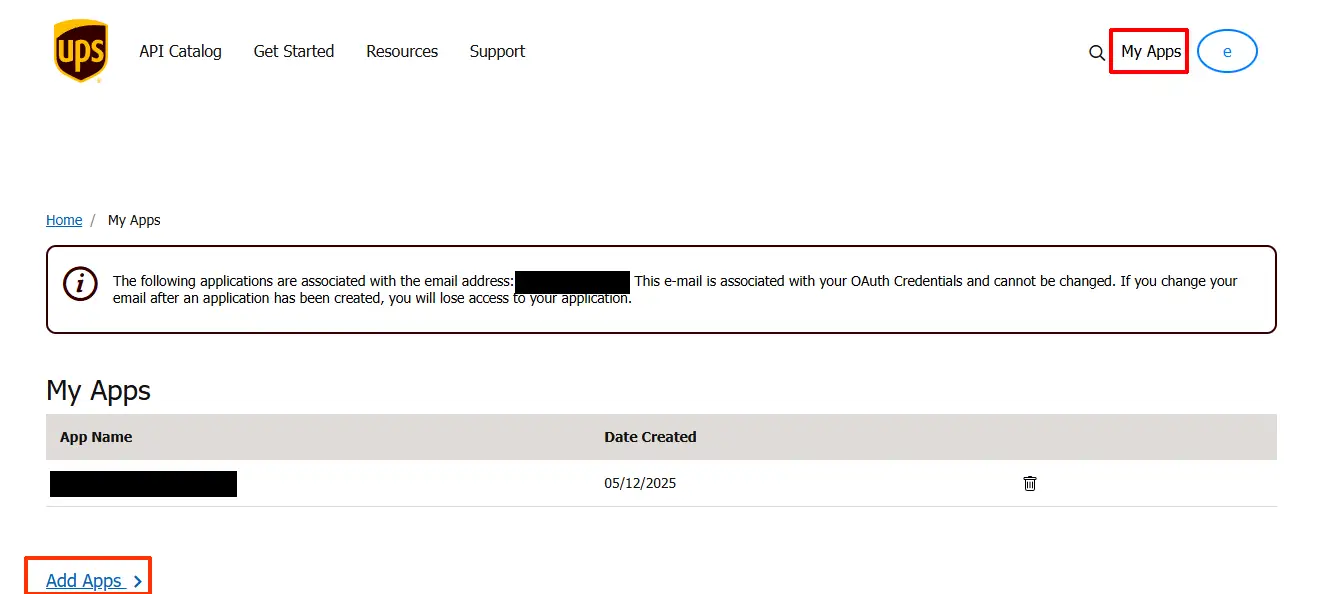 ups API Catalog Get Started Resources Support My Apps e
Home / My Apps
i The following applications are associated with the email address: This e-mail is associated with your OAuth Credentials and cannot be changed. If you change your
email after an application has been created, you will lose access to your application.
My Apps
App Name Date Created
05/12/2025
Add Apps >